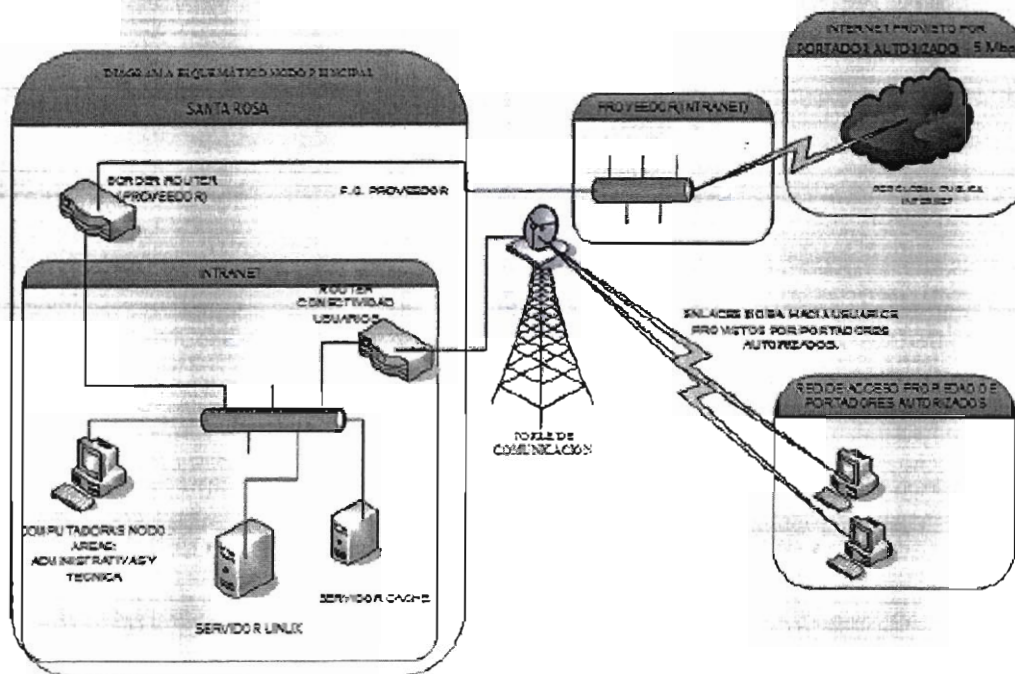 DIAGRAMA ESQUEMÁTICO NODO PRINCIPAL
SANTA ROSA
BORDER ROUTER
(PROVEEDOR)
F.O. PROVEEDOR
INTRANET
ROUTER
CONECTIVIDAD
USUARIOS
COMPUTADORAS NODO
AREAS:
ADMINISTRATIVAS Y
TECNICA
SERVIDOR LINUX
SERVIDOR CACHE
PROVEEDOR(INTRANET)
INTERNET PROVISTO POR
PORTADOR AUTORIZADO 5 Mbps
RED GLOBAL PUBLICA
INTERNET
TORRE DE
COMUNICACIÓN
ENLACES HACIA USUARIOS
PROVISTOS POR PORTADORES
AUTORIZADOS.
RED DE ACCESO PROPIEDAD DE
PORTADORES AUTORIZADOS